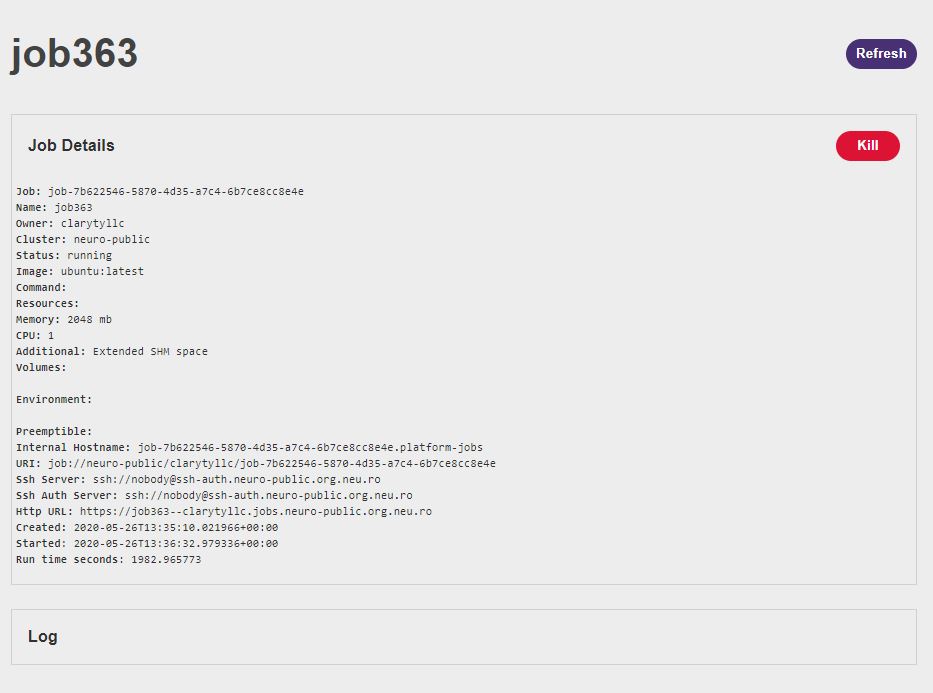 job363
Refresh
Job Details
Kill
Job: job-7b622546-5870-4d35-a7c4-6b7ce8cc8e4e
Name: job363
Owner: clarytyllc
Cluster: neuro-public
Status: running
Image: ubuntu:latest
Command:
Resources:
Memory: 2048 mb
CPU: 1
Additional: Extended SHM space
Volumes:
Environment:
Preemptible:
Internal Hostname: job-7b622546-5870-4d35-a7c4-6b7ce8cc8e4e.platform-jobs
URI: job://neuro-public/clarytyllc/job-7b622546-5870-4d35-a7c4-6b7ce8cc8e4e
Ssh Server: ssh://nobody@ssh-auth.neuro-public.org.neu.ro
Ssh Auth Server: ssh://nobody@ssh-auth.neuro-public.org.neu.ro
Http URL: https://job363--clarytyllc.jobs.neuro-public.org.neu.ro
Created: 2020-05-26T13:35:10.021966+00:00
Started: 2020-05-26T13:36:32.979336+00:00
Run time seconds: 1982.965773
Log